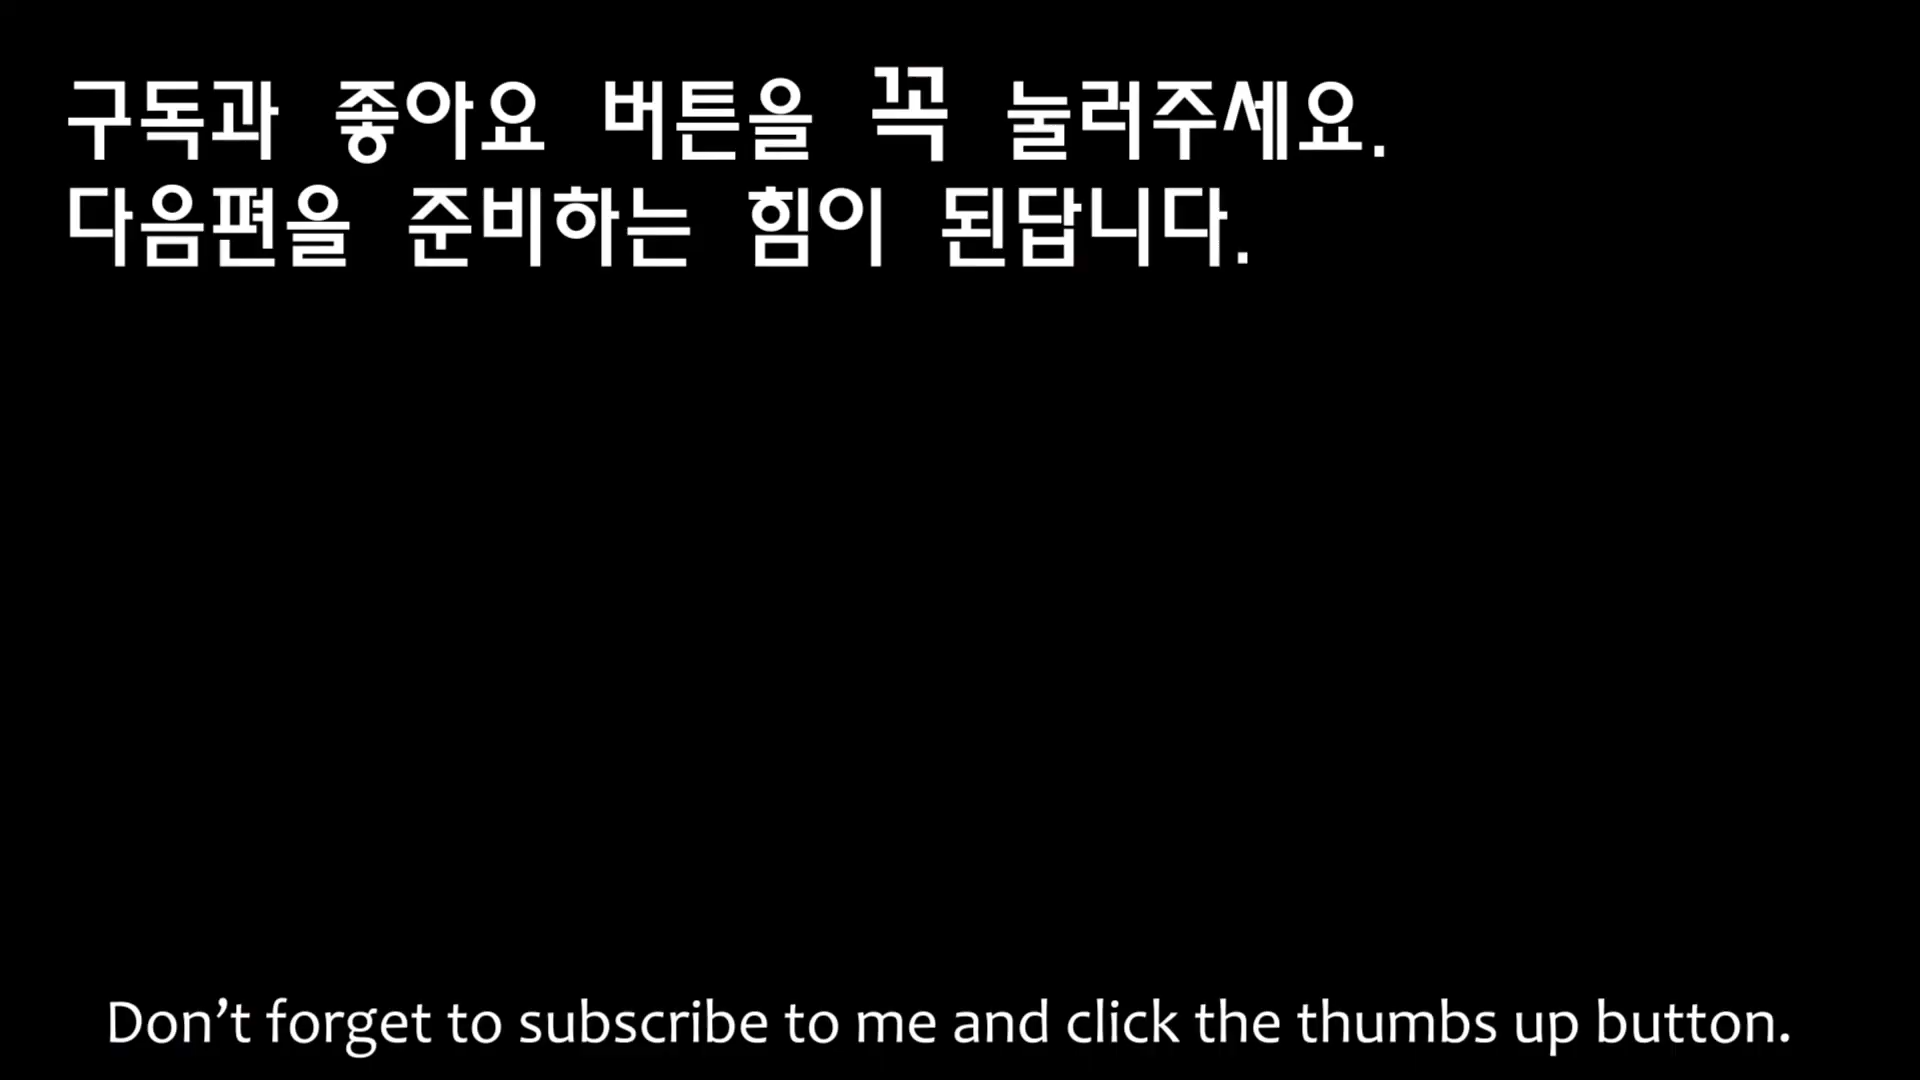 구독과 좋아요 버튼을 꼭 눌러주세요.
다음편을 준비하는 힘이 된답니다.
Don’t forget to subscribe to me and click the thumbs up button.